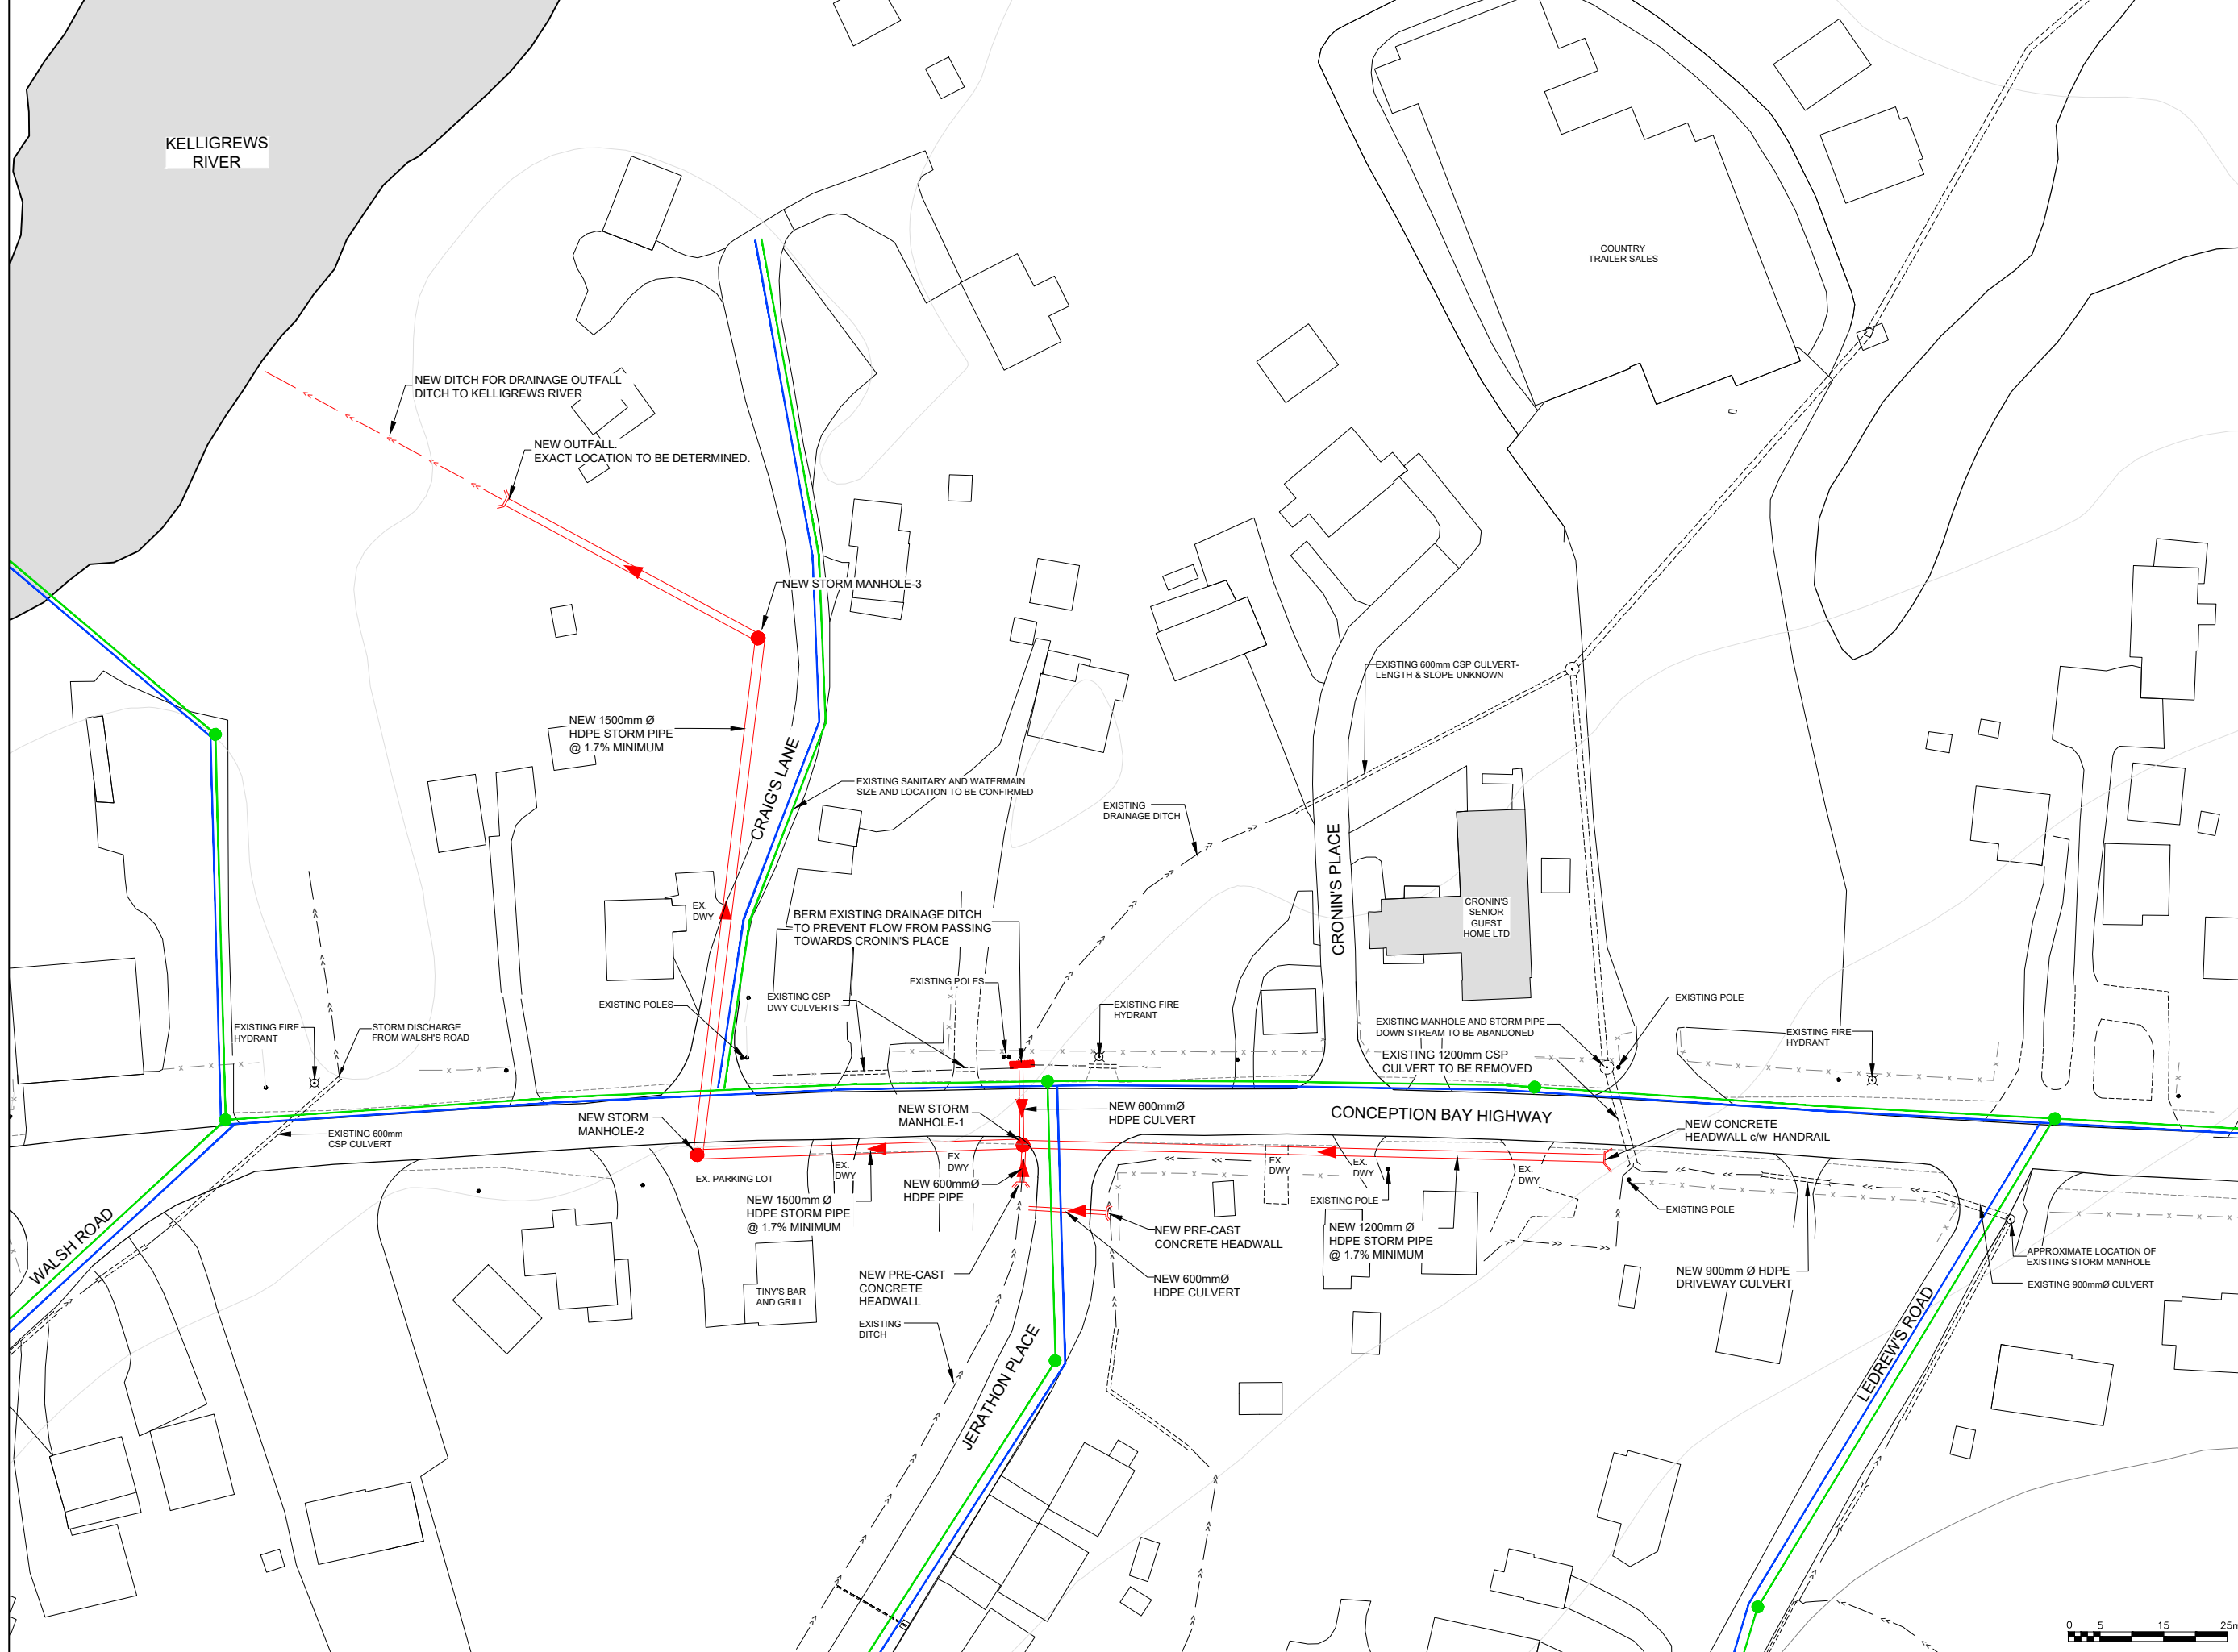 KELLIGREWS
RIVER
COUNTRY
TRAILER SALES
NEW DITCH FOR DRAINAGE OUTFALL
DITCH TO KELLIGREWS RIVER
NEW OUTFALL.
EXACT LOCATION TO BE DETERMINED.
NEW STORM MANHOLE-3
EXISTING 600mm CSP CULVERT-
LENGTH & SLOPE UNKNOWN
NEW 1500mm Ø
HDPE STORM PIPE
@ 1.7% MINIMUM
CRAIG'S LANE
EXISTING SANITARY AND WATERMAIN
SIZE AND LOCATION TO BE CONFIRMED
EXISTING
DRAINAGE DITCH
CRONIN'S PLACE
EX.
DWY
BERM EXISTING DRAINAGE DITCH
TO PREVENT FLOW FROM PASSING
TOWARDS CRONIN'S PLACE
CRONIN'S
SENIOR
GUEST
HOME LTD
EXISTING POLES
EXISTING POLES
EXISTING CSP
DWY CULVERTS
EXISTING FIRE
HYDRANT
EXISTING POLE
EXISTING FIRE
HYDRANT
STORM DISCHARGE
FROM WALSH'S ROAD
EXISTING MANHOLE AND STORM PIPE
DOWN STREAM TO BE ABANDONED
EXISTING FIRE
HYDRANT
EXISTING 1200mm CSP
CULVERT TO BE REMOVED
NEW STORM
MANHOLE-2
NEW STORM
MANHOLE-1
NEW 600mmØ
HDPE CULVERT
CONCEPTION BAY HIGHWAY
NEW CONCRETE
HEADWALL c/w HANDRAIL
EXISTING 600mm
CSP CULVERT
EX. PARKING LOT
EX.
DWY
EX.
DWY
EX.
DWY
EX.
DWY
EX.
DWY
NEW 600mmØ
HDPE PIPE
NEW 1500mm Ø
HDPE STORM PIPE
@ 1.7% MINIMUM
EXISTING POLE
EXISTING POLE
NEW PRE-CAST
CONCRETE HEADWALL
NEW 1200mm Ø
HDPE STORM PIPE
@ 1.7% MINIMUM
WALSH ROAD
NEW PRE-CAST
CONCRETE
HEADWALL
NEW 600mmØ
HDPE CULVERT
NEW 900mm Ø HDPE
DRIVEWAY CULVERT
APPROXIMATE LOCATION OF
EXISTING STORM MANHOLE
EXISTING 900mmØ CULVERT
TINY'S BAR
AND GRILL
EXISTING
DITCH
JERATHON PLACE
LEDREW'S ROAD
0 5 15 25m